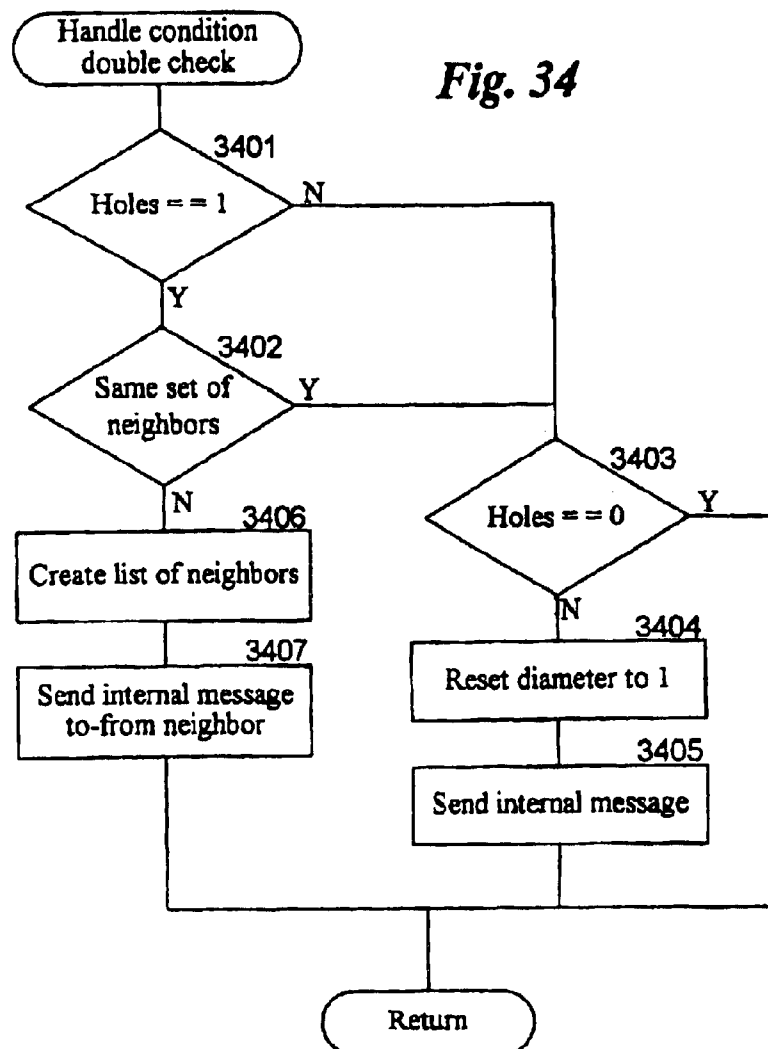 Handle condition
double check
Fig. 34
3401
Holes = = 1
N
Y
3402
Same set of
neighbors
Y
N
3403
Holes = = 0
Y
N
3406
Create list of neighbors
3404
Reset diameter to 1
3407
Send internal message
to-from neighbor
3405
Send internal message
Return